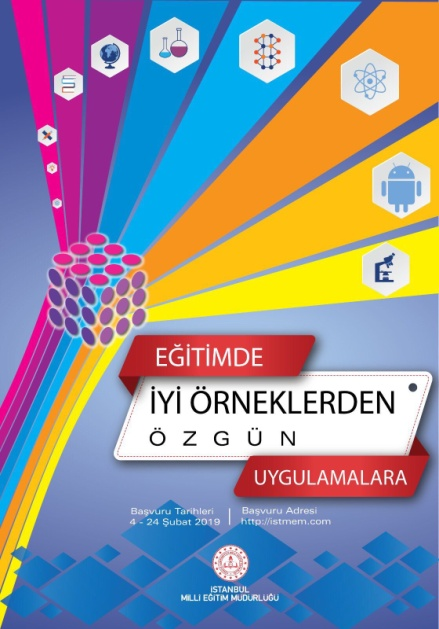 EĞİTİMDE
İYİ ÖRNEKLERDEN
ÖZGÜN
UYGULAMALARA
Başvuru Tarihleri
4 - 24 Şubat 2019
Başvuru Adresi
http://istmem.com
İSTANBUL
MİLLİ EĞİTİM MÜDÜRLÜĞÜ